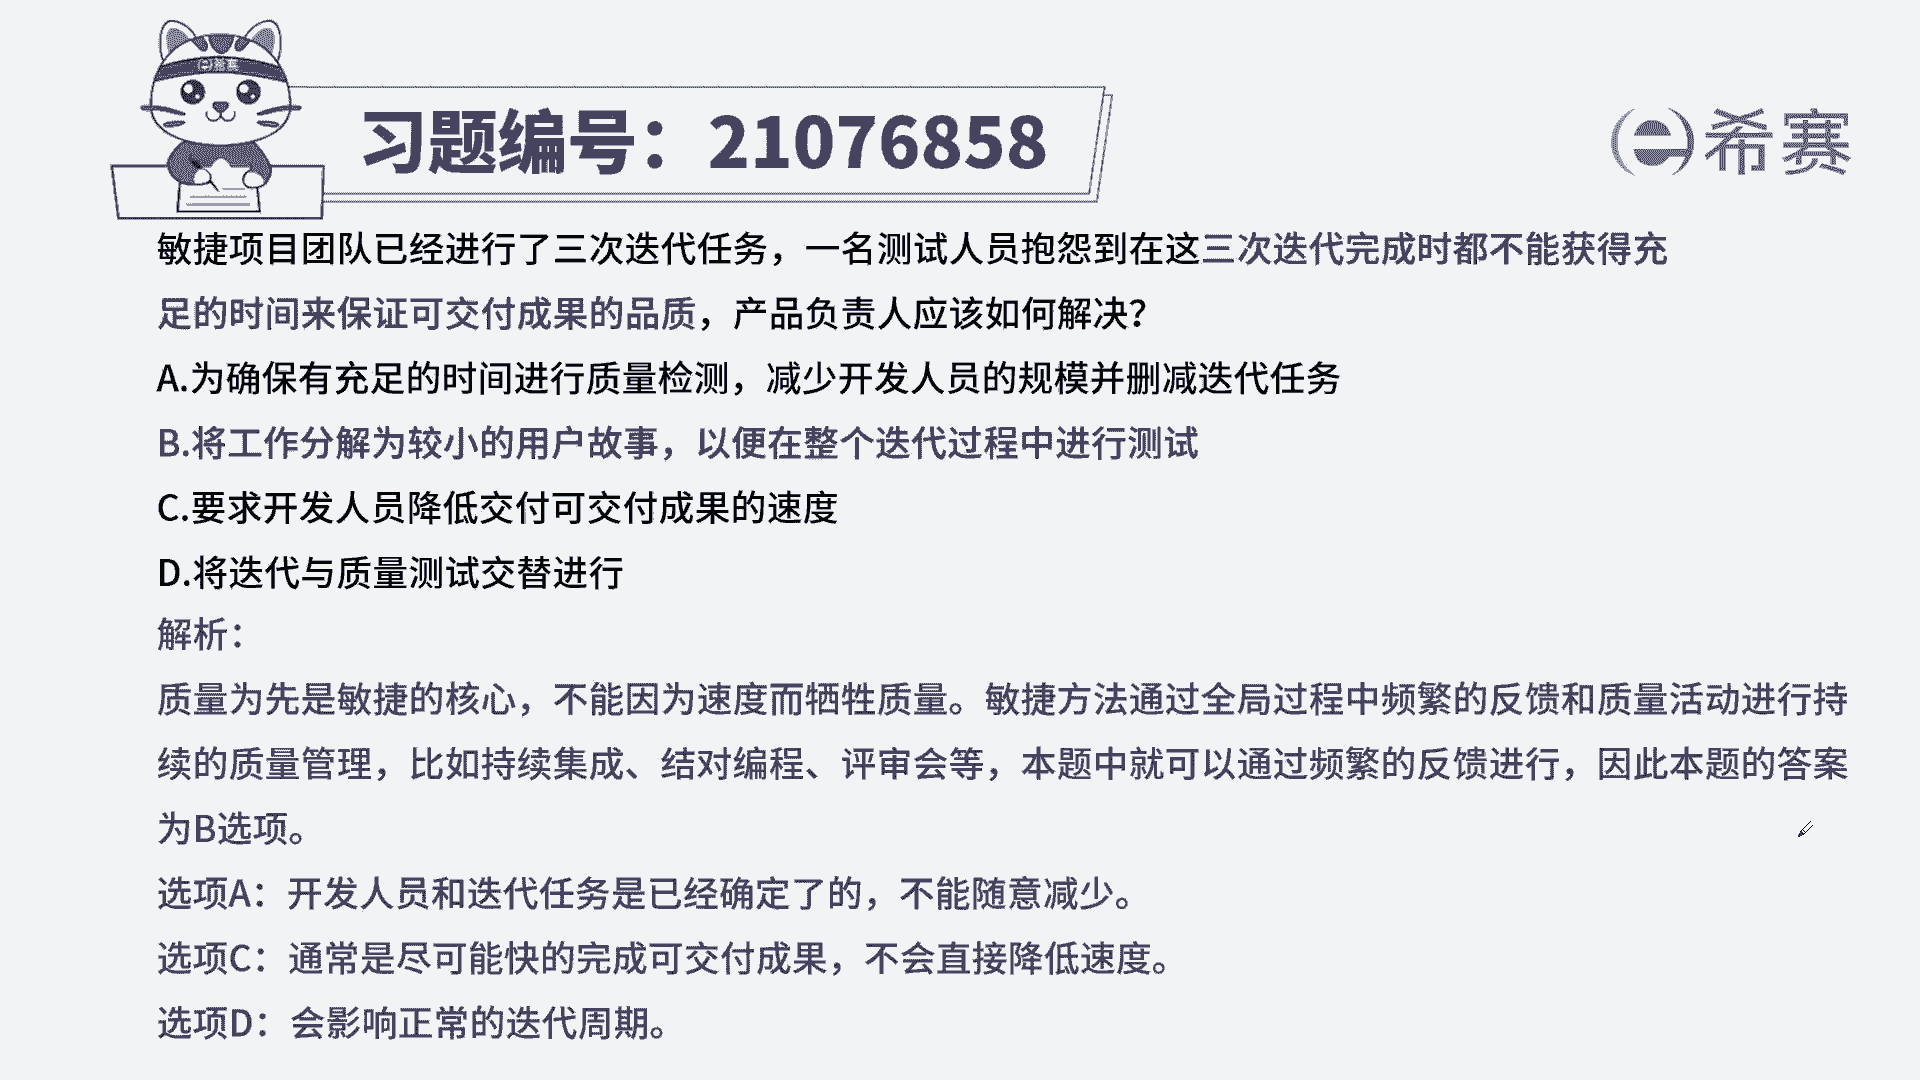 希赛
习题编号：21076858
希赛
敏捷项目团队已经进行了三次迭代任务，一名测试人员抱怨到在这三次迭代完成时都不能获得充
足的时间来保证可交付成果的品质，产品负责人应该如何解决？
A.为确保有充足的时间进行质量检测，减少开发人员的规模并删减迭代任务
B.将工作分解为较小的用户故事，以便在整个迭代过程中进行测试
C.要求开发人员降低交付可交付成果的速度
D.将迭代与质量测试交替进行
解析：
质量为先是敏捷的核心，不能因为速度而牺牲质量。敏捷方法通过全局过程中频繁的反馈和质量活动进行持
续的质量管理，比如持续集成、结对编程、评审会等，本题中就可以通过频繁的反馈进行，因此本题的答案
为B选项。
选项A：开发人员和迭代任务是已经确定了的，不能随意减少。
选项C：通常是尽可能快的完成可交付成果，不会直接降低速度。
选项D：会影响正常的迭代周期。